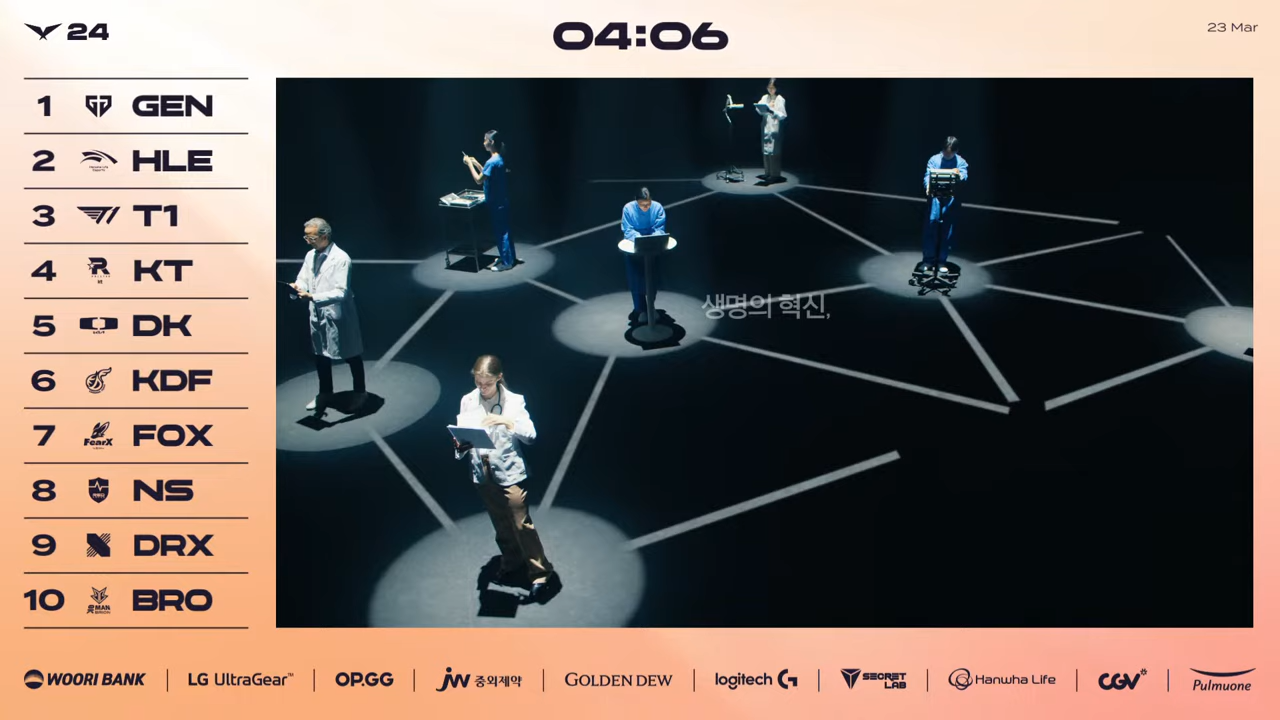 24
04:06
23 Mar
1 GEN
2 HLE
3 T1
4 KT
5 DK
6 KDF
7 FearX FOX
8 NS
9 DRX
10 BRO
생명의 혁신,
WOORI BANK
LG UltraGear™
OP.GG
jw 중외제약
GOLDEN DEW
logitech G
SECRET LAB
Hanwha Life
CGV
Pulmuone